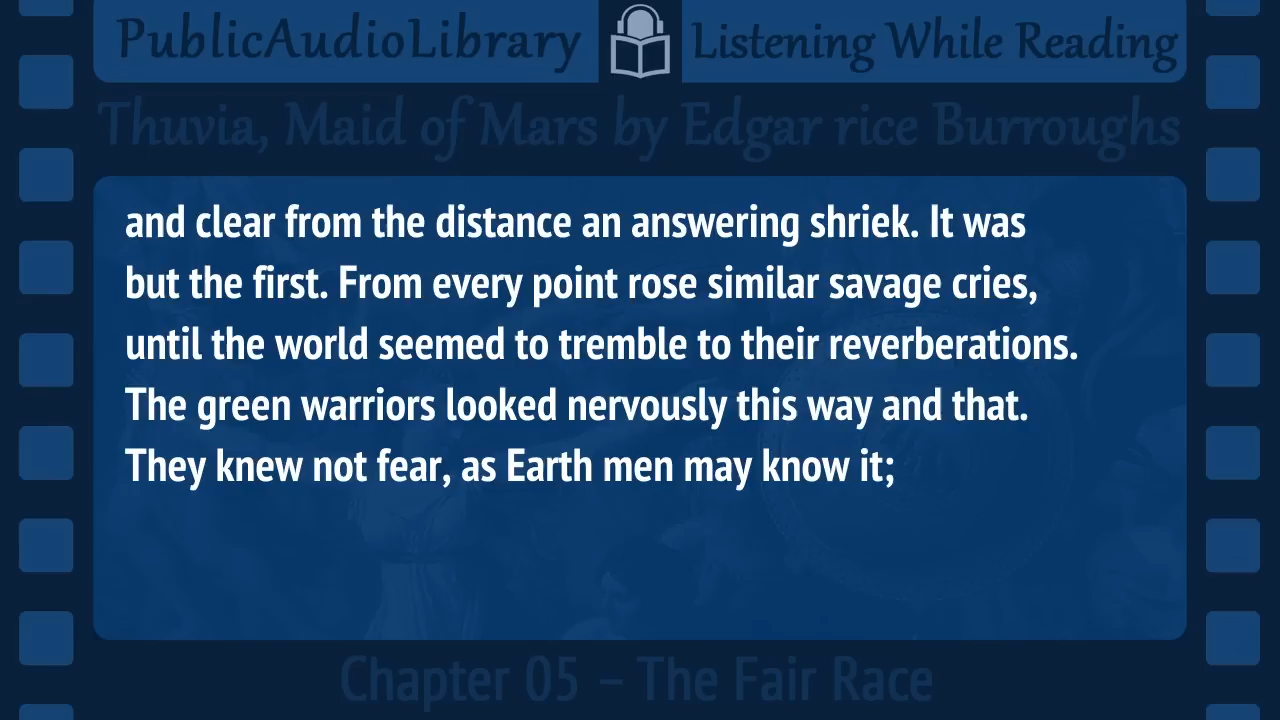 PublicAudioLibrary Listening While Reading
Thuvia, Maid of Mars by Edgar rice Burroughs
and clear from the distance an answering shriek. It was
but the first. From every point rose similar savage cries,
until the world seemed to tremble to their reverberations.
The green warriors looked nervously this way and that.
They knew not fear, as Earth men may know it;
Chapter 05 – The Fair Race